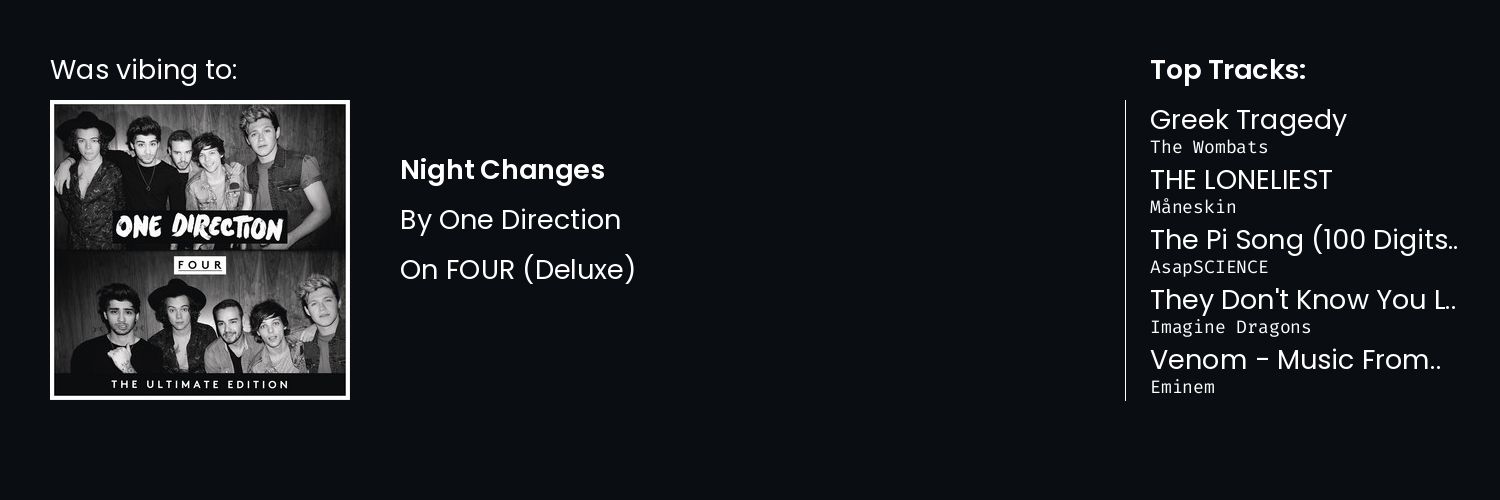 Was vibing to:
ONE DIRECTION
FOUR
THE ULTIMATE EDITION
Night Changes
By One Direction
On FOUR (Deluxe)
Top Tracks:
Greek Tragedy
The Wombats
THE LONELIEST
Måneskin
The Pi Song (100 Digits..
AsapSCIENCE
They Don't Know You L..
Imagine Dragons
Venom - Music From..
Eminem